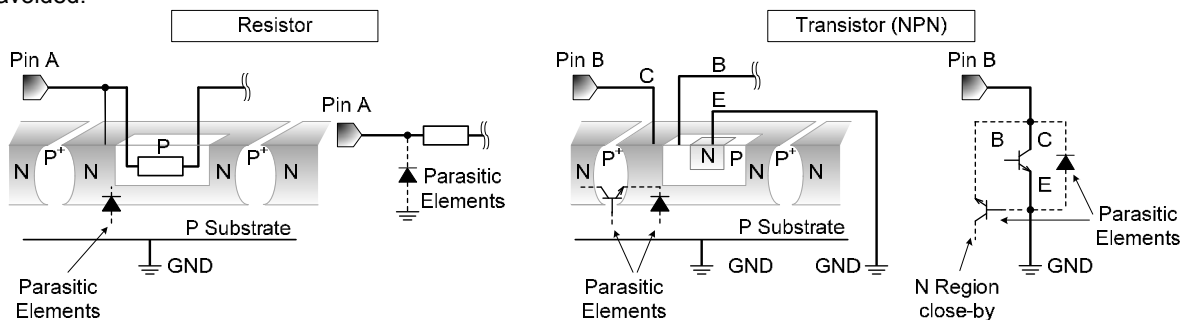 avoided.
Resistor
Transistor (NPN)
Pin A
Pin A
N
P+
N
P
N
P+
N
Parasitic
Elements
P Substrate
GND
Parasitic
Elements
Pin B
C
B
E
N
P+
N
N
P
N
P+
N
P Substrate
GND
GND
Parasitic
Elements
Pin B
B
C
E
Parasitic
Elements
GND
N Region
close-by